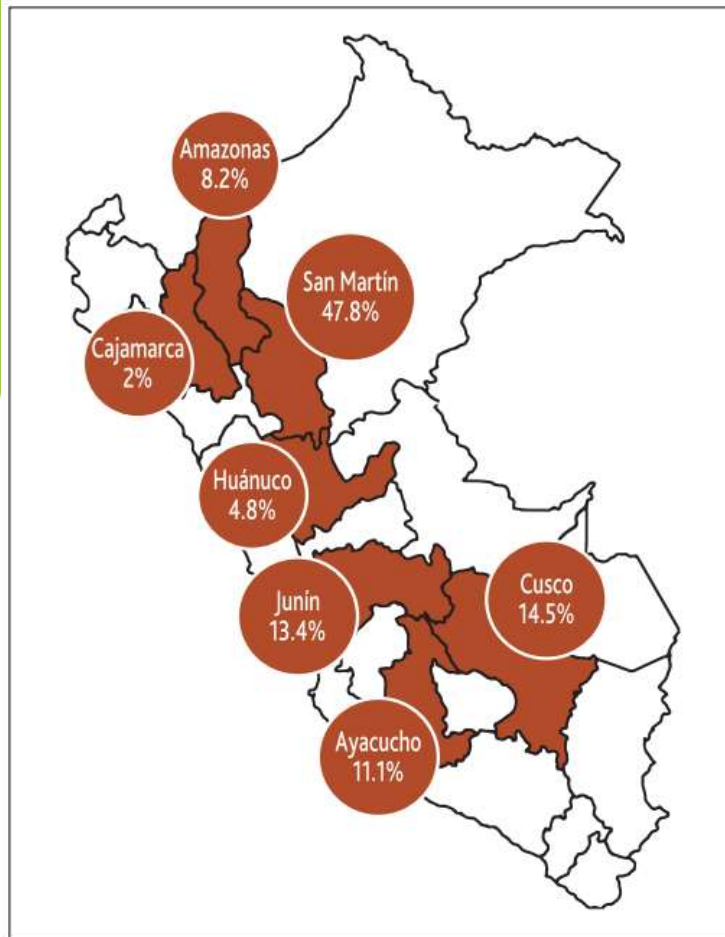 Amazonas
8.2%
San Martín
47.8%
Cajamarca
2%
Huánuco
4.8%
Cusco
14.5%
Junín
13.4%
Ayacucho
11.1%